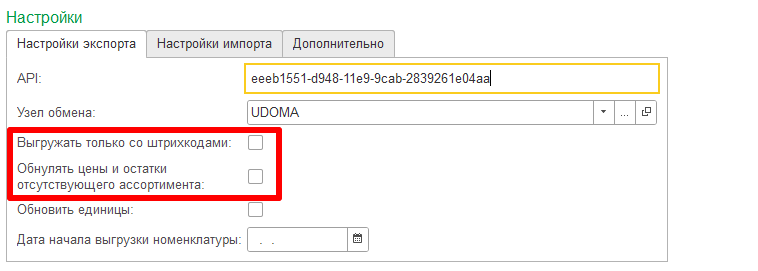 Настройки
Настройки экспорта Настройки импорта Дополнительно
API: eeeb1551-d948-11e9-9cab-2839261e04aa
Узел обмена: UDOMA ...
Выгружать только со штрихкодами:
Обнулять цены и остатки
отсутствующего ассортимента:
Обновить единицы:
Дата начала выгрузки номенклатуры: . .